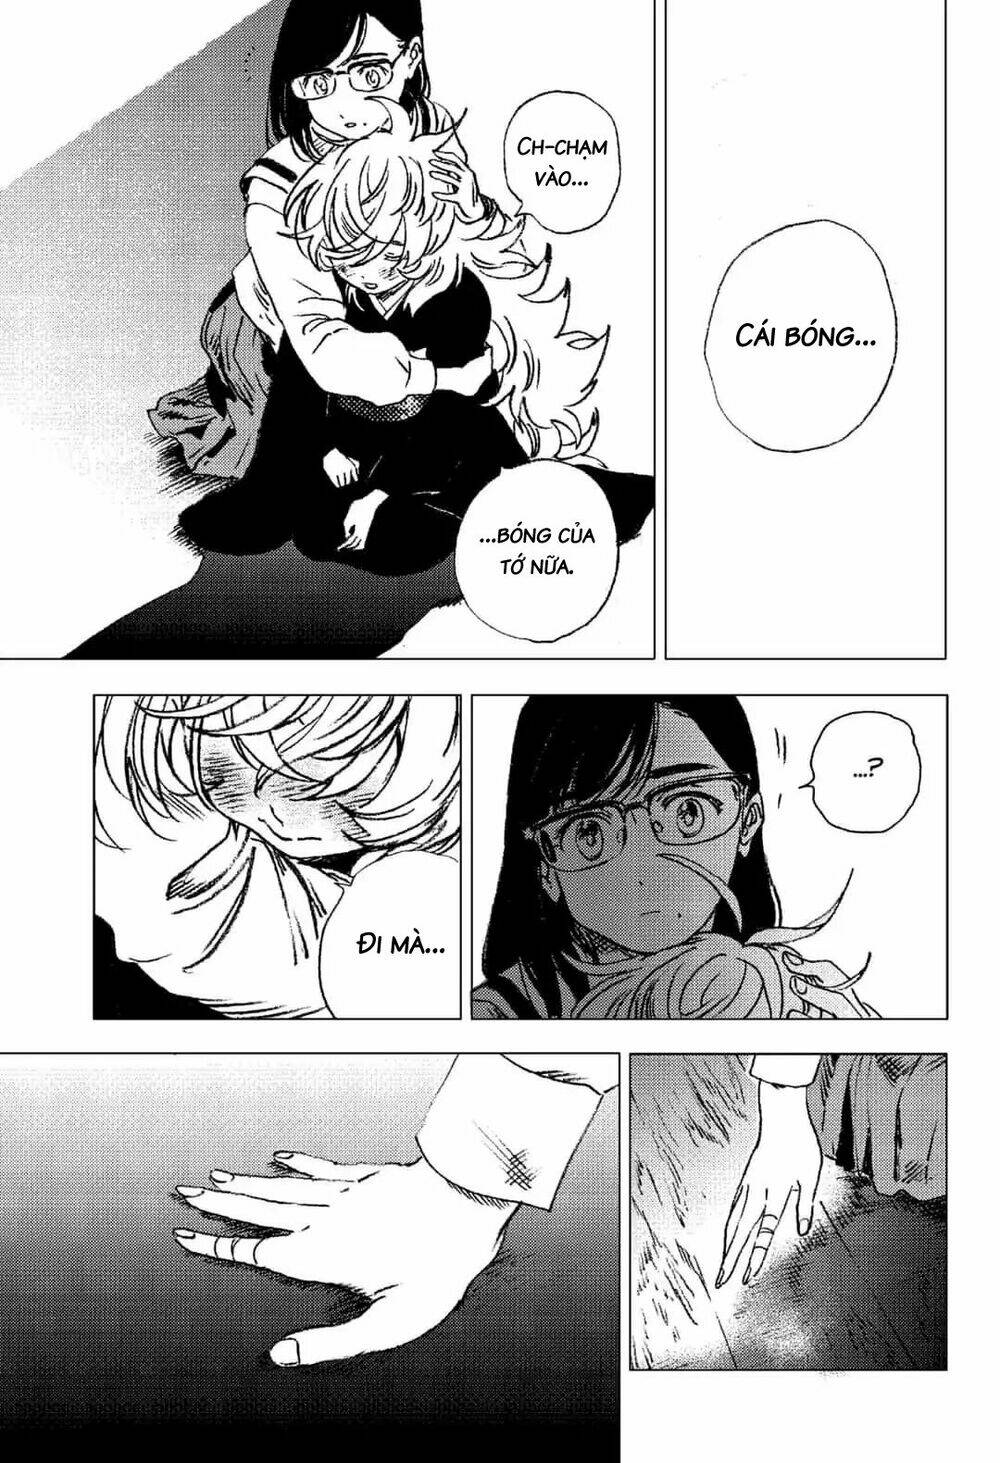 CÁI BÓNG...
CH-CHẠM
VÀO...
...BÓNG CỦA
TỚ NỮA.
...?
ĐI MÀ...